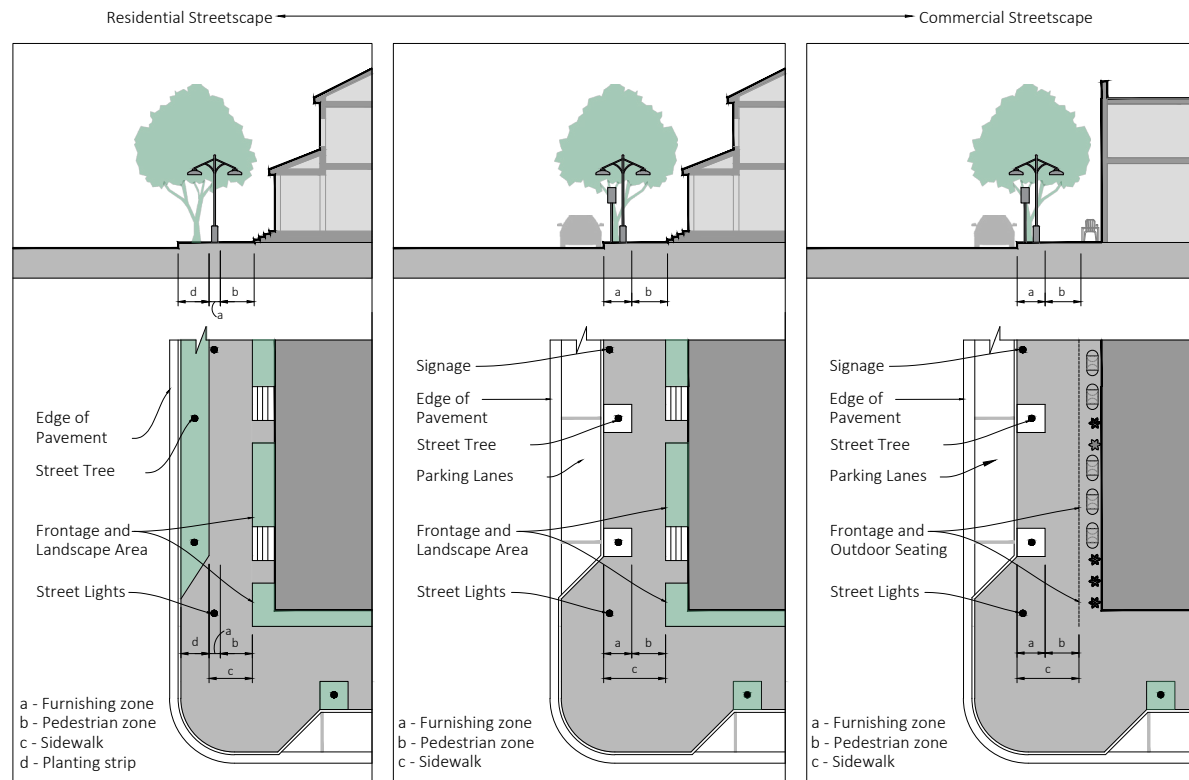 Residential Streetscape
Commercial Streetscape
d
b
a
Edge of
Pavement
Street Tree
Frontage and
Landscape Area
Street Lights
a
d
b
c
a - Furnishing zone
b - Pedestrian zone
c - Sidewalk
d - Planting strip
a
b
Signage
Edge of
Pavement
Street Tree
Parking Lanes
Frontage and
Landscape Area
Street Lights
a
b
c
a - Furnishing zone
b - Pedestrian zone
c - Sidewalk
a
b
Signage
Edge of
Pavement
Street Tree
Parking Lanes
Frontage and
Outdoor Seating
Street Lights
a
b
c
a - Furnishing zone
b - Pedestrian zone
c - Sidewalk